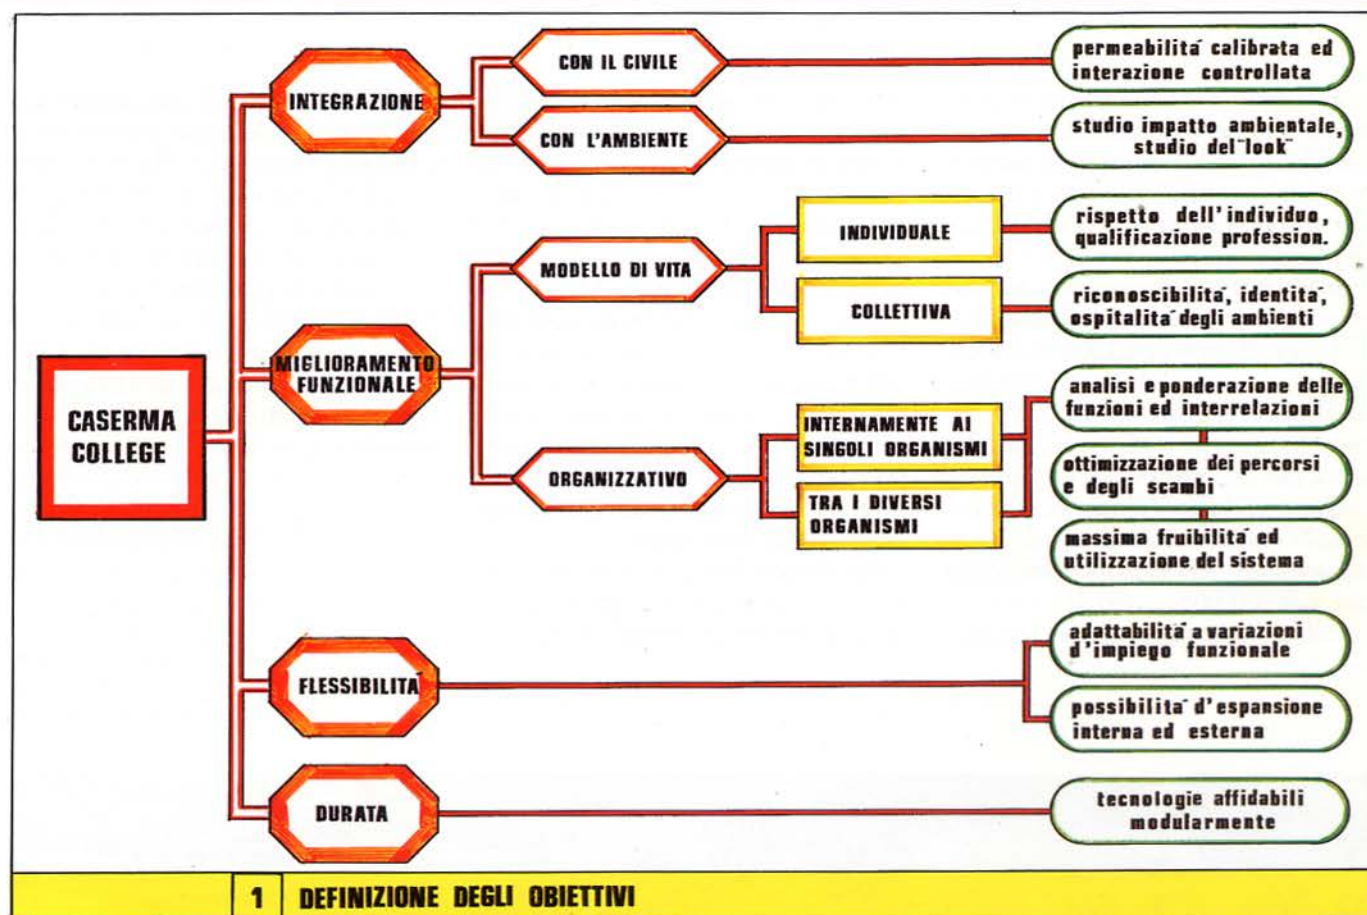 CASERMA
COLLEGE
INTEGRAZIONE
CON IL CIVILE
permeabilità calibrata ed
interazione controllata
CON L'AMBIENTE
studio impatto ambientale,
studio del "look"
MIGLIORAMENTO
FUNZIONALE
MODELLO DI VITA
INDIVIDUALE
rispetto dell'individuo,
qualificazione profession.
COLLETTIVA
riconoscibilità, identità,
ospitalità degli ambienti
ORGANIZZATIVO
INTERNAMENTE AI
SINGOLI ORGANISMI
TRA I DIVERSI
ORGANISMI
analisi e ponderazione delle
funzioni ed interrelazioni
ottimizzazione dei percorsi
e degli scambi
massima fruibilità ed
utilizzazione del sistema
FLESSIBILITÀ
adattabilità a variazioni
d'impiego funzionale
possibilità d'espansione
interna ed esterna
DURATA
tecnologie affidabili
modularmente
1 DEFINIZIONE DEGLI OBIETTIVI